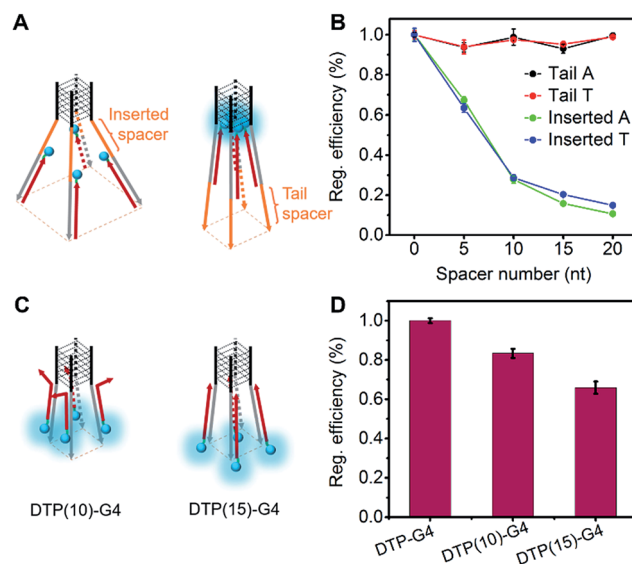 A
Inserted
spacer
Tail
spacer
B
Reg. efficiency (%)
1.0
0.8
0.6
0.4
0.2
0.0
Tail A
Tail T
Inserted A
Inserted T
0 5 10 15 20
Spacer number (nt)
C
DTP(10)-G4
DTP(15)-G4
D
Reg. efficiency (%)
1.0
0.8
0.6
0.4
0.2
0.0
DTP-G4
DTP(10)-G4
DTP(15)-G4